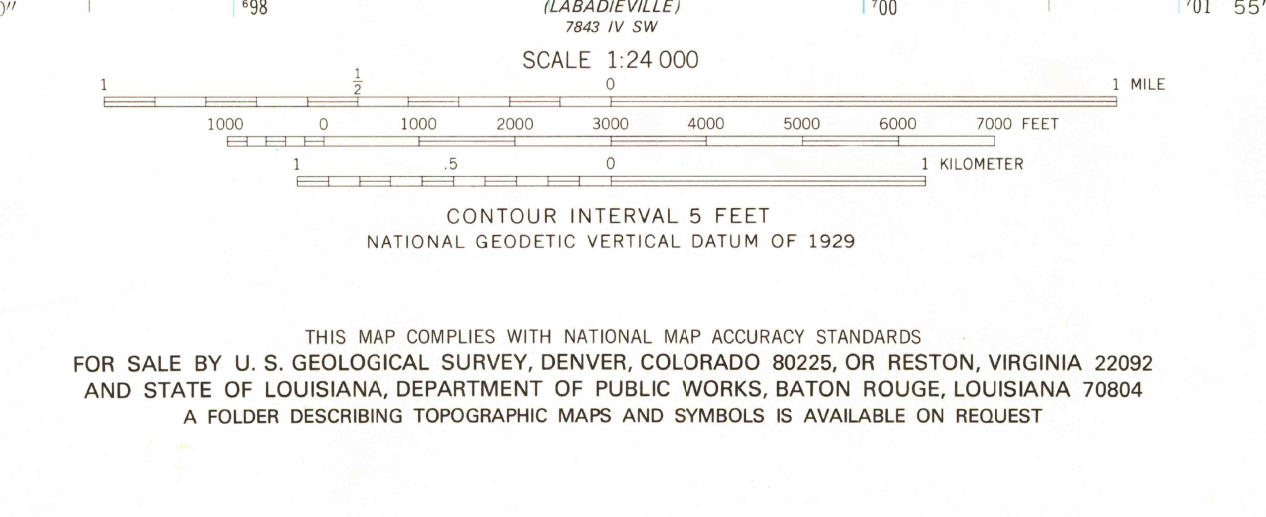 ⁶98 (LABADIEVILLE) ⁷00 ⁷01 55'
7843 IV SW
SCALE 1:24 000
1 1/2 0 1 MILE
1000 0 1000 2000 3000 4000 5000 6000 7000 FEET
1 .5 0 1 KILOMETER
CONTOUR INTERVAL 5 FEET
NATIONAL GEODETIC VERTICAL DATUM OF 1929
THIS MAP COMPLIES WITH NATIONAL MAP ACCURACY STANDARDS
FOR SALE BY U. S. GEOLOGICAL SURVEY, DENVER, COLORADO 80225, OR RESTON, VIRGINIA 22092
AND STATE OF LOUISIANA, DEPARTMENT OF PUBLIC WORKS, BATON ROUGE, LOUISIANA 70804
A FOLDER DESCRIBING TOPOGRAPHIC MAPS AND SYMBOLS IS AVAILABLE ON REQUEST